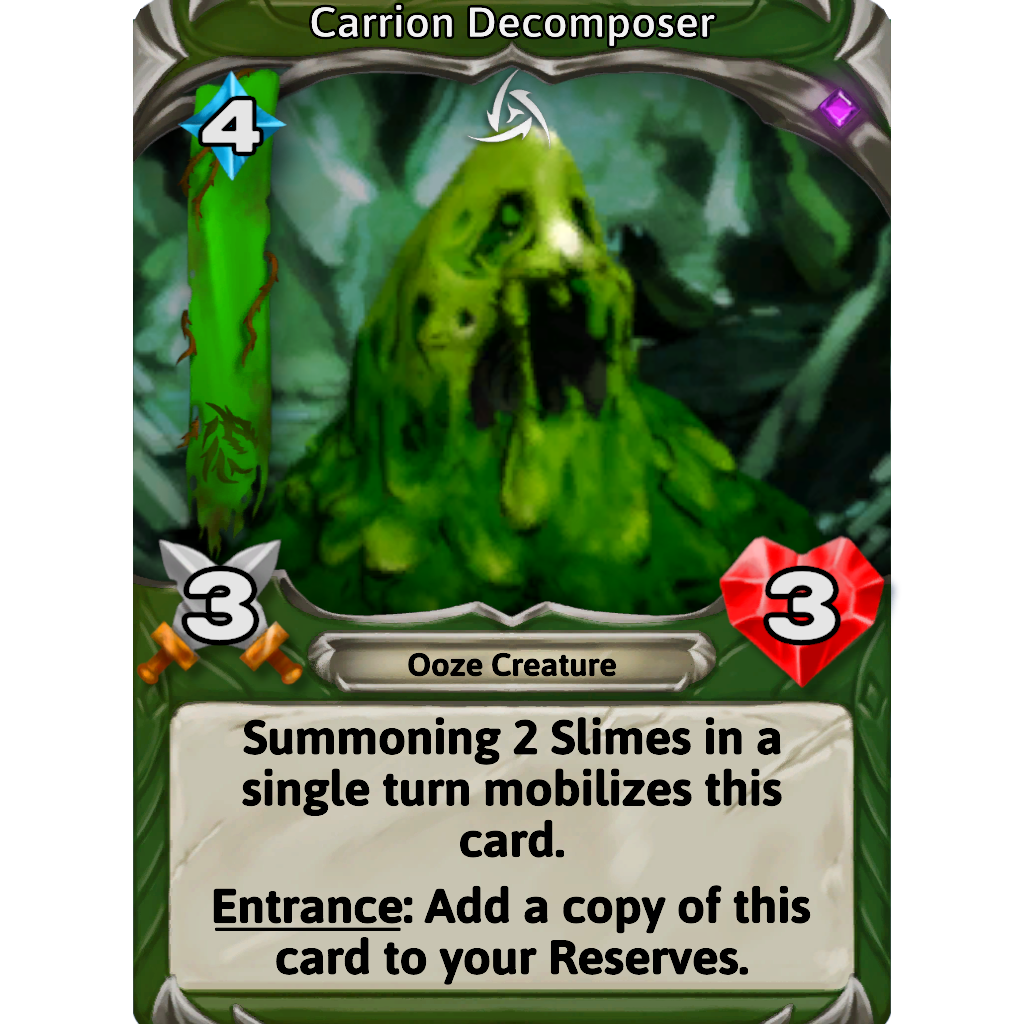 Carrion Decomposer
4
3
3
Ooze Creature
Summoning 2 Slimes in a
single turn mobilizes this
card.
Entrance: Add a copy of this
card to your Reserves.